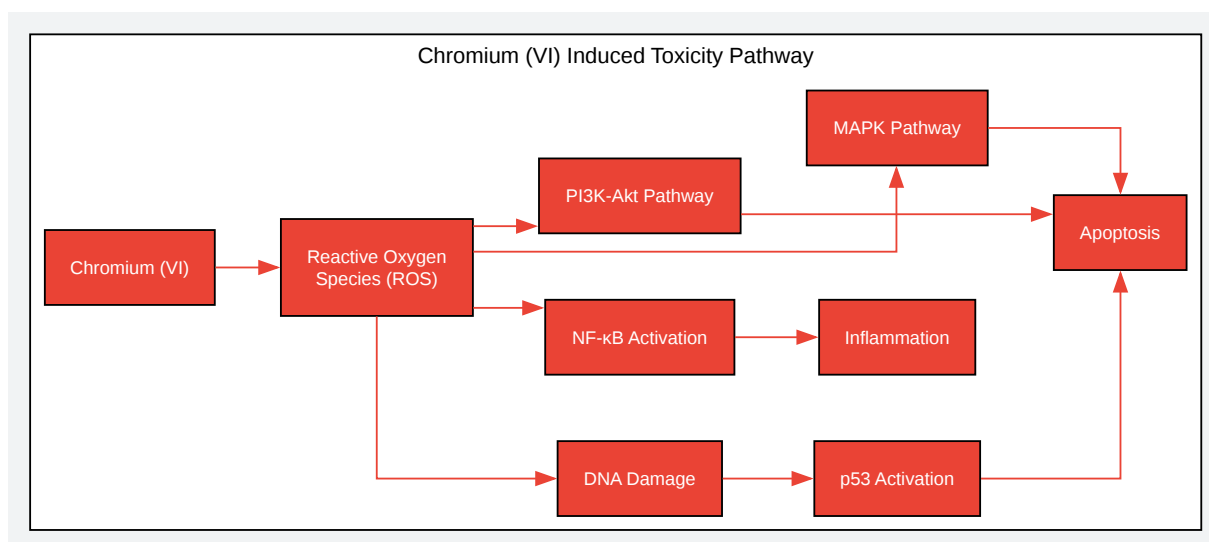 Chromium (VI) Induced Toxicity Pathway
MAPK Pathway
PI3K-Akt Pathway
Apoptosis
Chromium (VI)
Reactive Oxygen
Species (ROS)
NF-κB Activation
Inflammation
DNA Damage
p53 Activation